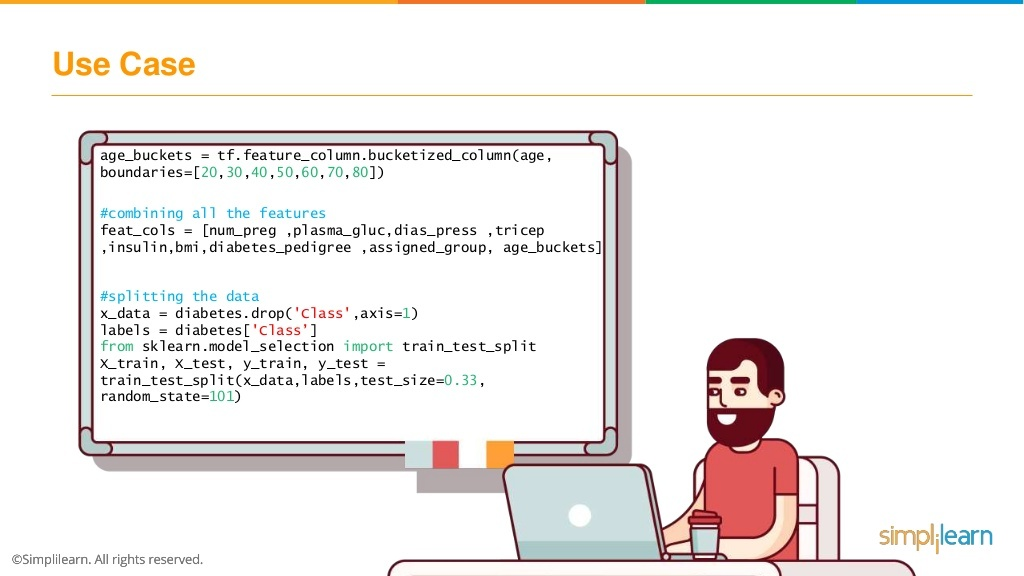 Use Case
age_buckets = tf.feature_column.bucketized_column(age,
boundaries=[20,30,40,50,60,70,80])
#combining all the features
feat_cols = [num_preg ,plasma_gluc,dias_press ,tricep
,insulin,bmi,diabetes_pedigree ,assigned_group, age_buckets]
#splitting the data
x_data = diabetes.drop('Class',axis=1)
labels = diabetes['Class’]
from sklearn.model_selection import train_test_split
X_train, X_test, y_train, y_test =
train_test_split(x_data,labels,test_size=0.33,
random_state=101)
simplilearn
©Simplilearn. All rights reserved.